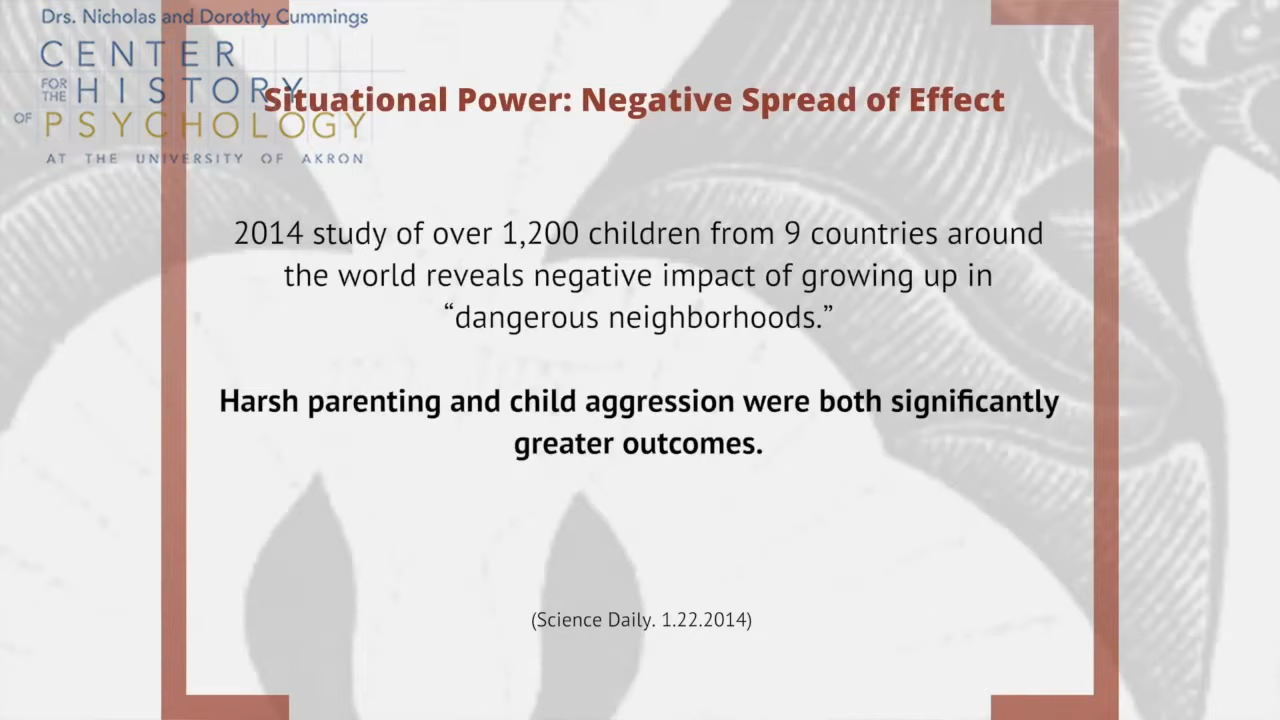 Drs. Nicholas and Dorothy Cummings
CENTER
FOR THE HISTORY
OF PSYCHOLOGY
AT THE UNIVERSITY OF AKRON
Situational Power: Negative Spread of Effect
2014 study of over 1,200 children from 9 countries around
the world reveals negative impact of growing up in
“dangerous neighborhoods.”
Harsh parenting and child aggression were both significantly
greater outcomes.
(Science Daily. 1.22.2014)